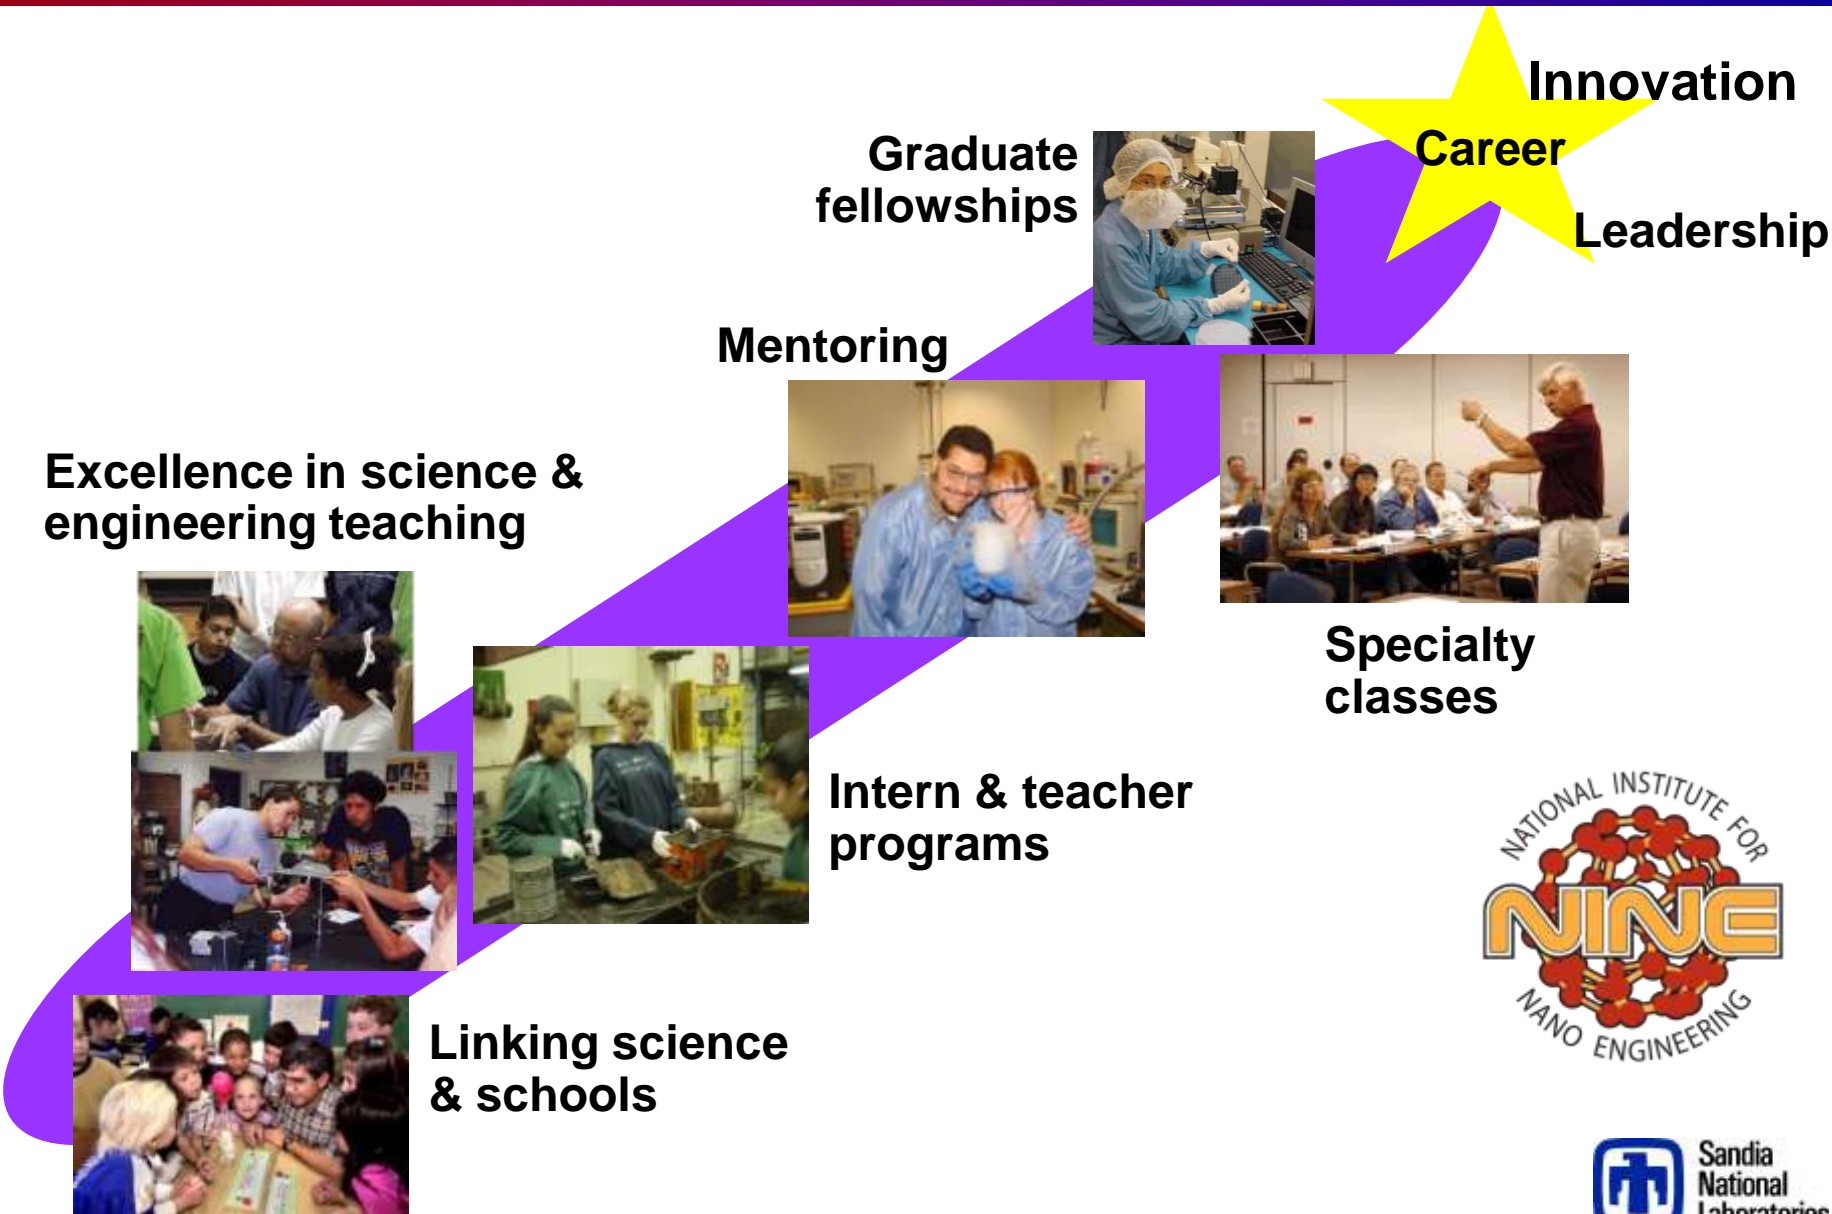 Innovation
Career
Leadership
Graduate
fellowships
Mentoring
Excellence in science &
engineering teaching
Specialty
classes
Intern & teacher
programs
Linking science
& schools
NATIONAL INSTITUTE FOR
NINE
NANO ENGINEERING
Sandia
National
Laboratories